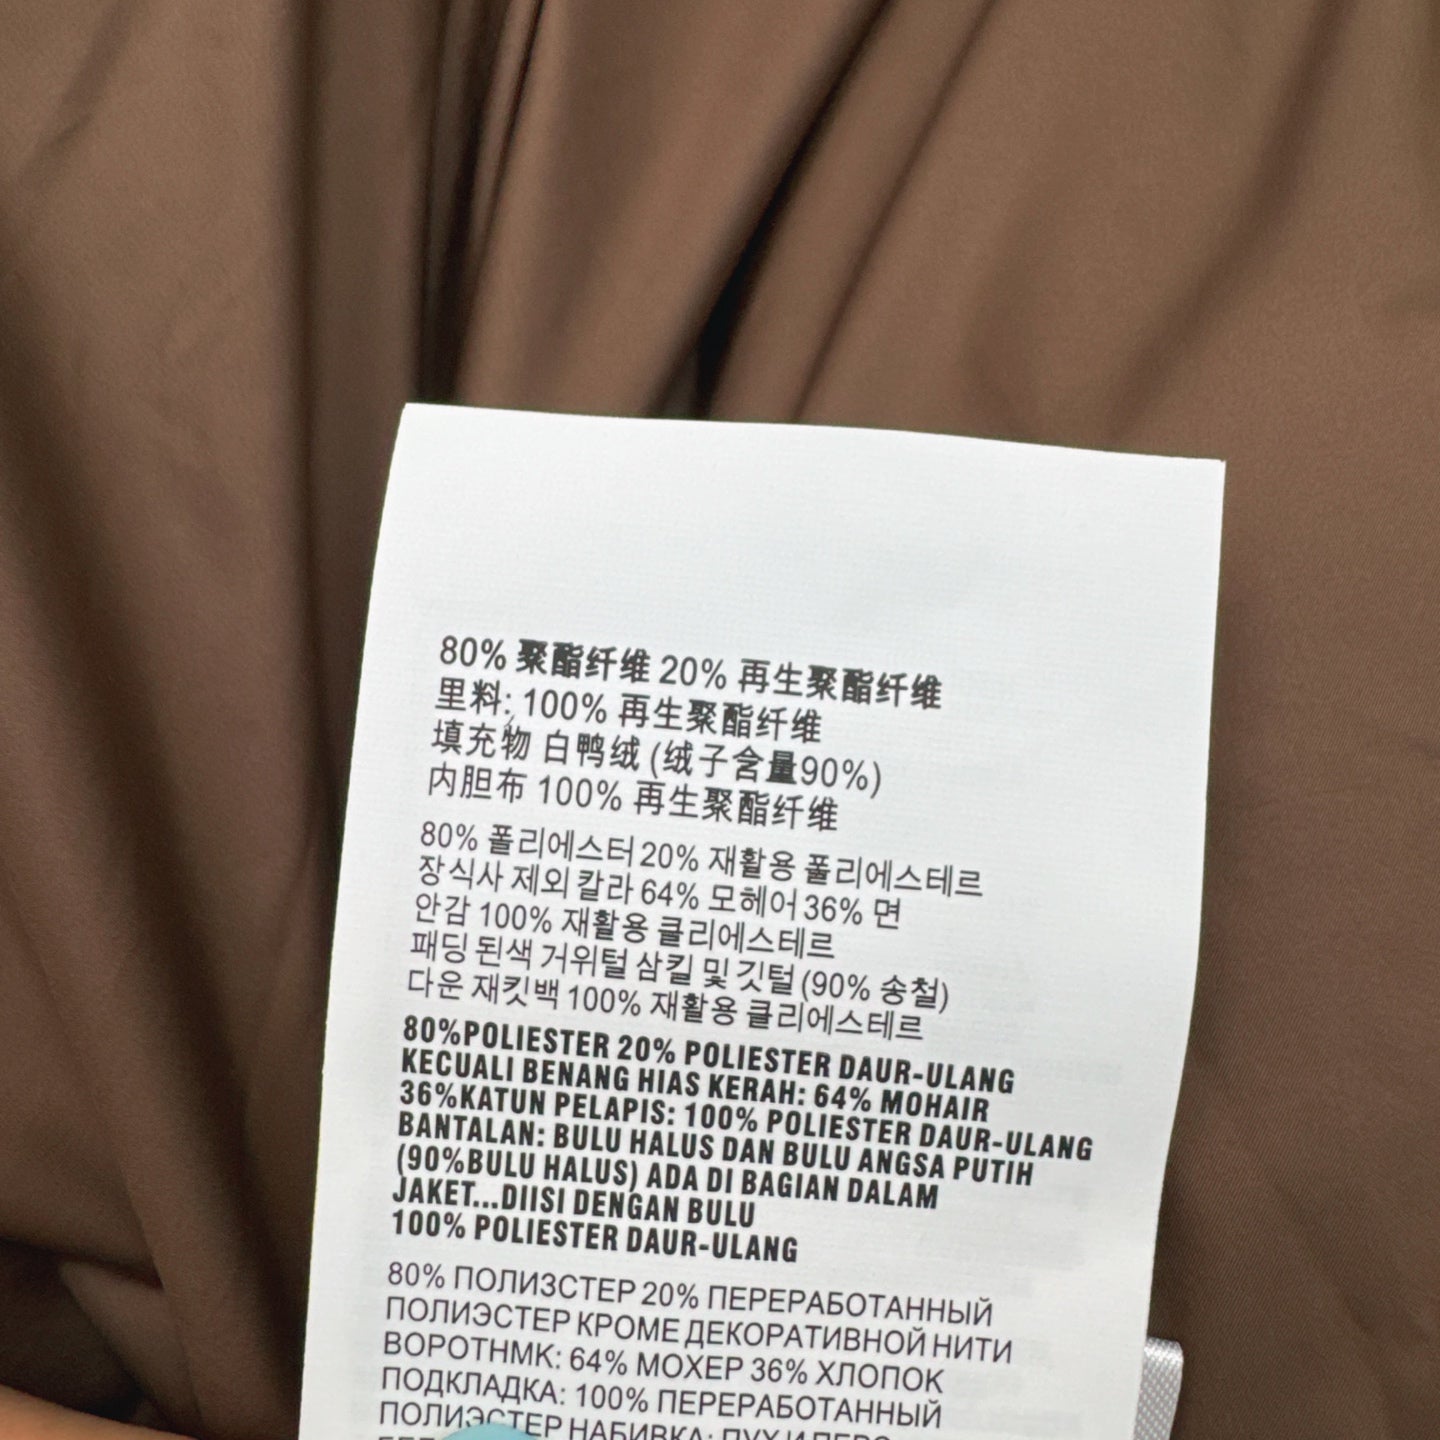 80% 聚酯纤维 20% 再生聚酯纤维
里料: 100% 再生聚酯纤维
填充物 白鸭绒 (绒子含量90%)
内胆布 100% 再生聚酯纤维
80% 폴리에스터 20% 재활용 폴리에스테르
장식사 제외 칼라 64% 모헤어 36% 면
안감 100% 재활용 클리에스테르
패딩 된색 거위털 삼킬 및 깃털 (90% 송철)
다운 재킷백 100% 재활용 클리에스테르
80%POLIESTER 20% POLIESTER DAUR-ULANG
KECUALI BENANG HIAS KERAH: 64% MOHAIR
36%KATUN PELAPIS: 100% POLIESTER DAUR-ULANG
BANTALAN: BULU HALUS DAN BULU ANGSA PUTIH
(90%BULU HALUS) ADA DI BAGIAN DALAM
JAKET...DIISI DENGAN BULU
100% POLIESTER DAUR-ULANG
80% ПОЛИЗСТЕР 20% ПЕРЕРАБОТАННЫЙ
ПОЛИЭСТЕР КРОМЕ ДЕКОРАТИВНОЙ НИТИ
ВОРОТНМК: 64% МОХЕР 36% ХЛОПОК
ПОДКЛАДКА: 100% ПЕРЕРАБОТАННЫЙ
ПОЛИЭСТЕР НАБИВКА: ПУХ И ПЕРО